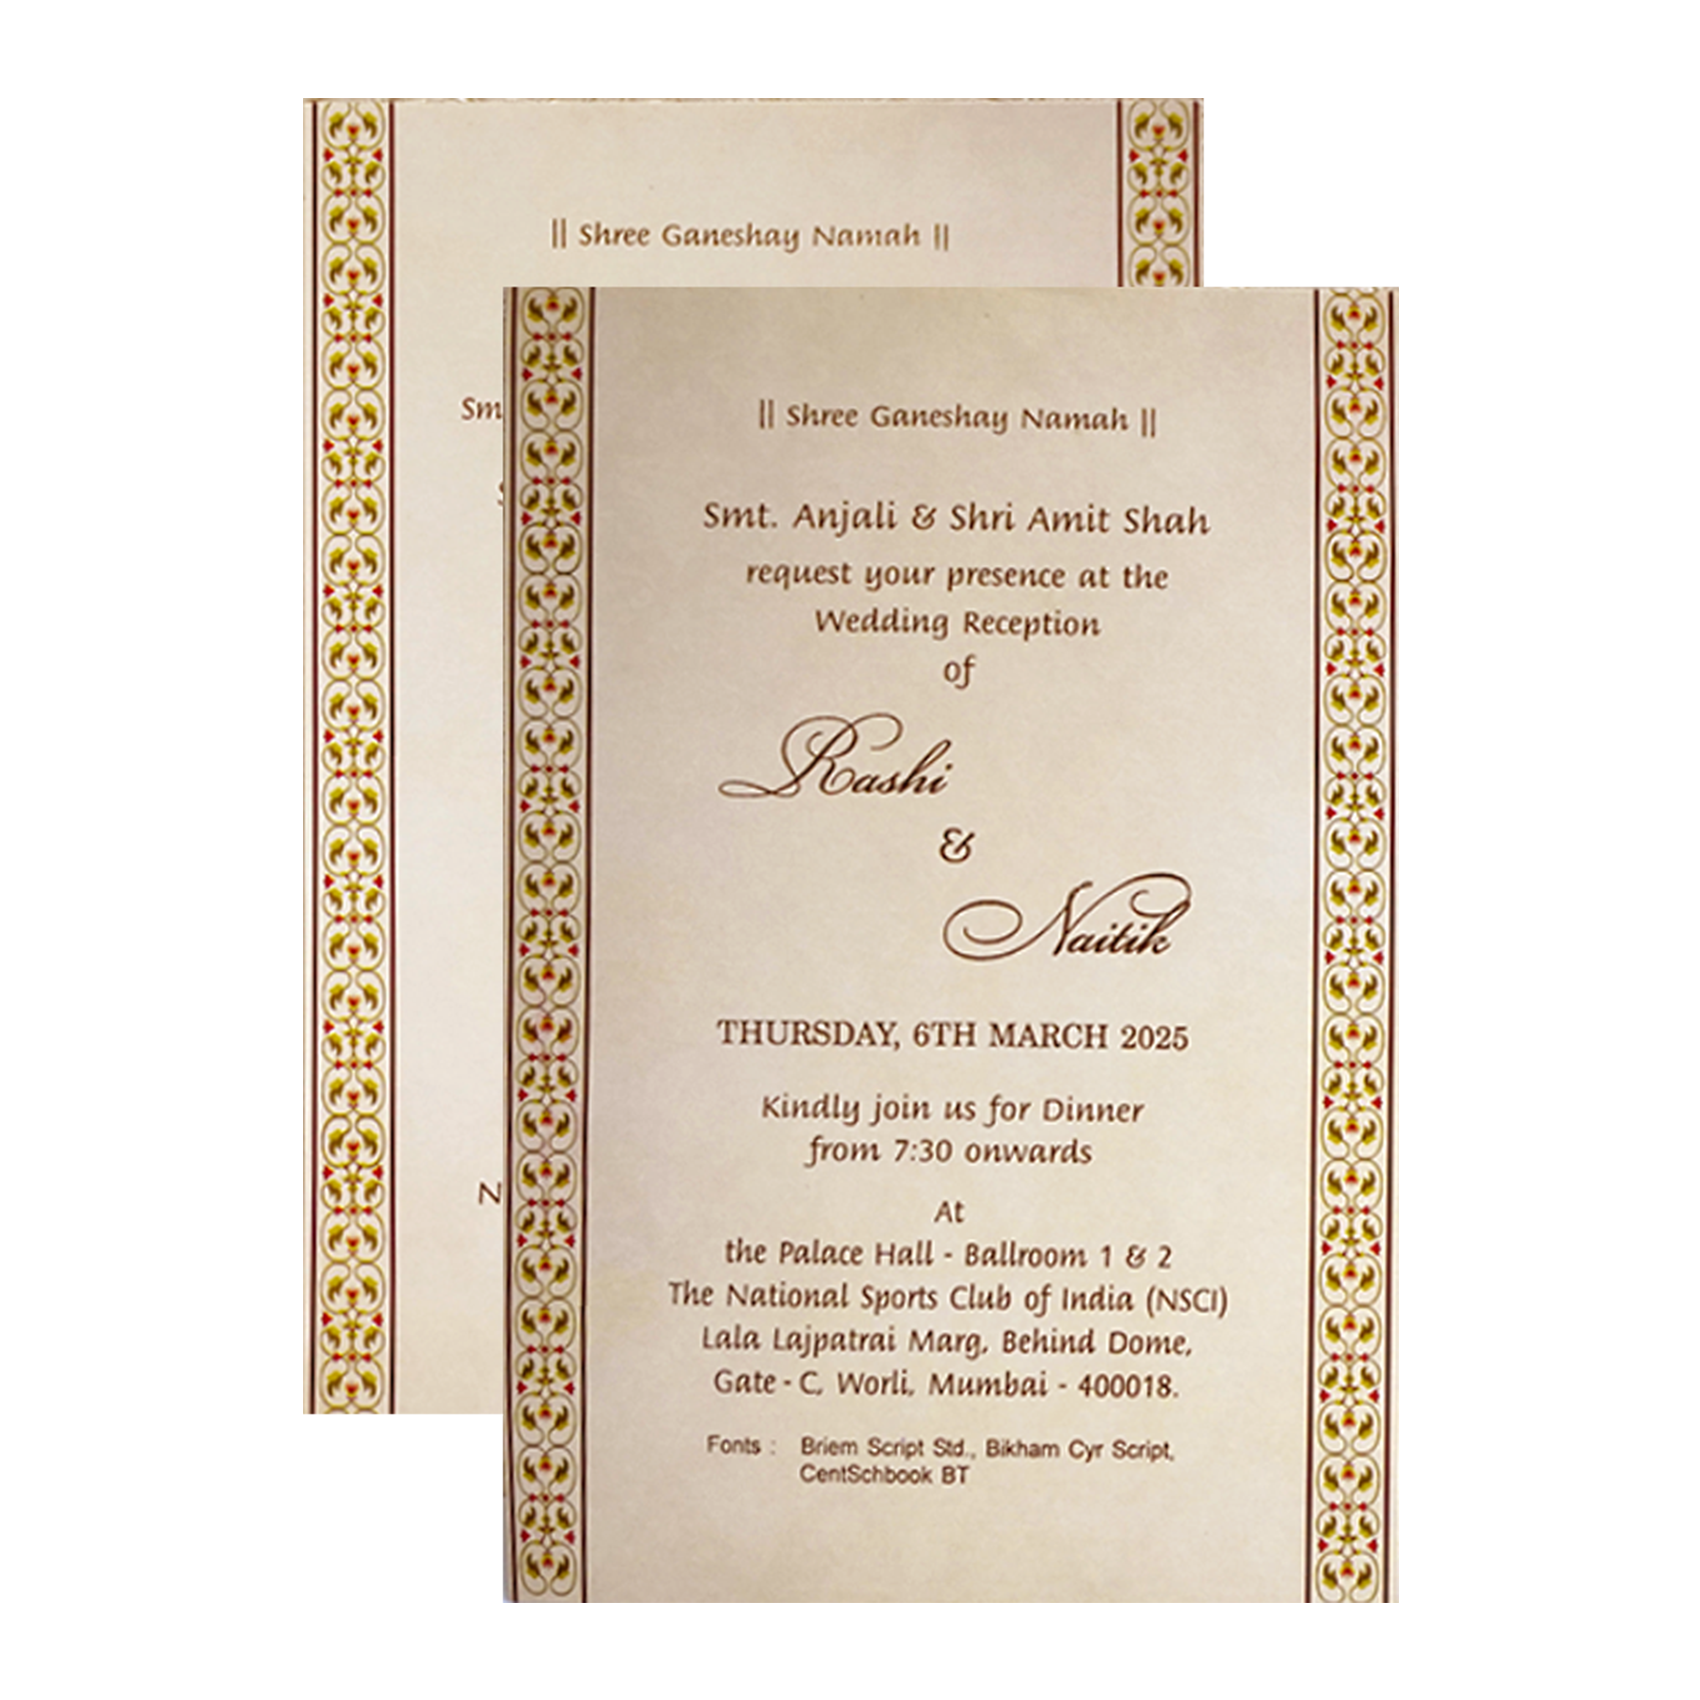 || Shree Ganeshay Namah ||
Sm
|| Shree Ganeshay Namah ||
Smt. Anjali & Shri Amit Shah
request your presence at the
Wedding Reception
of
Rashi
&
Naitik
THURSDAY, 6TH MARCH 2025
Kindly join us for Dinner
from 7:30 onwards
At
the Palace Hall - Ballroom 1 & 2
The National Sports Club of India (NSCI)
Lala Lajpatrai Marg, Behind Dome,
Gate - C, Worli, Mumbai - 400018.
Fonts : Briem Script Std., Bikham Cyr Script,
CentSchbook BT